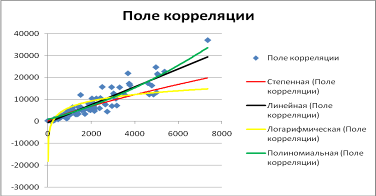 Поле корреляции
40000
30000
20000
10000
0
-10000
-20000
-30000
0
2000
4000
6000
8000
Поле
корреляции
Степенная (Поле
корреляции)
Линейная (Поле
корреляции)
Логарифмическая (Поле
корреляции)
Полиномиальная (Поле
корреляции)